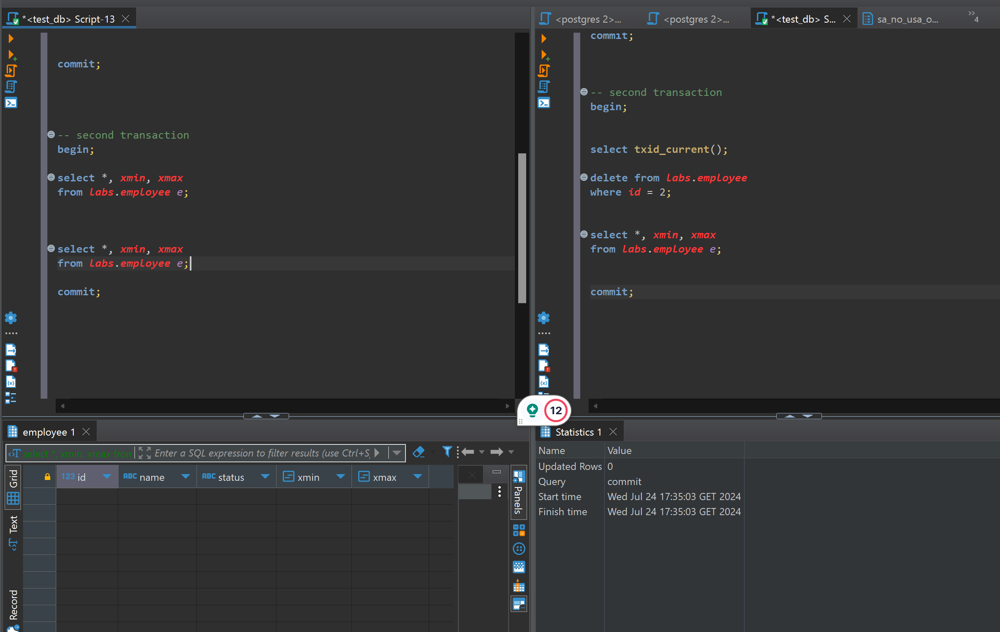 *<test_db> Script-13
<postgres 2>...
<postgres 2>...
*<test_db> S...
sa_no_usa_o...
»4
commit;
-- second transaction
begin;
select *, xmin, xmax
from labs.employee e;
select *, xmin, xmax
from labs.employee e;
commit;
commit;
-- second transaction
begin;
select txid_current();
delete from labs.employee
where id = 2;
select *, xmin, xmax
from labs.employee e;
commit;
12
employee 1
select *, xmin, xmax fron
Enter a SQL expression to filter results (use Ctrl+S
Grid
Text
Record
123 id
ABC name
ABC status
xmin
xmax
Panels
Statistics 1
Name Value
Updated Rows 0
Query commit
Start time Wed Jul 24 17:35:03 GET 2024
Finish time Wed Jul 24 17:35:03 GET 2024